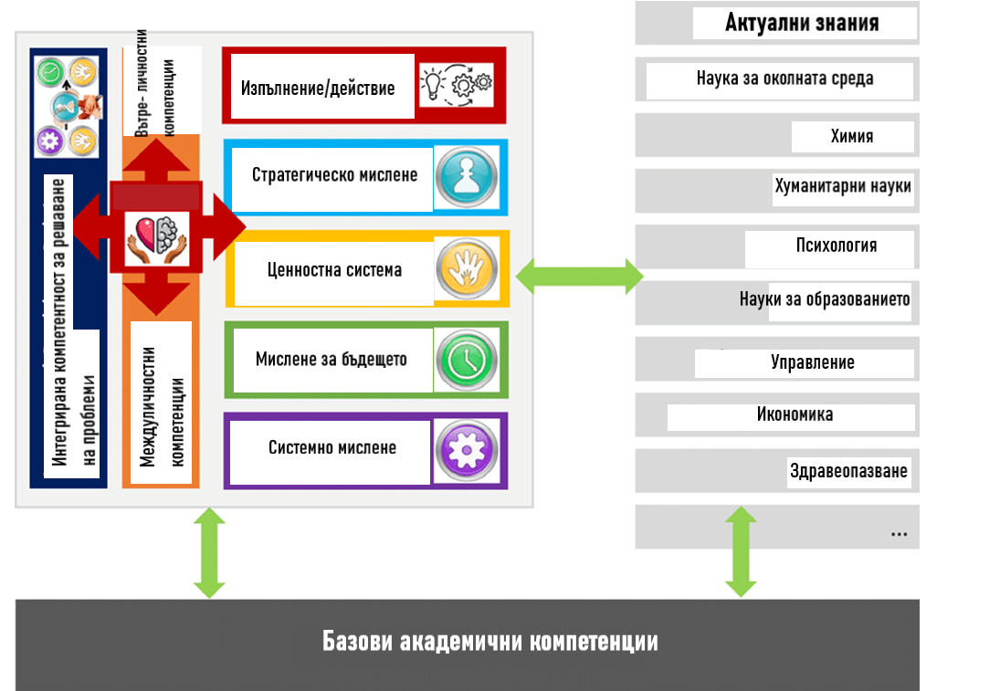 Интегрирана компетентност за решаване
на проблеми
Вътре- личностни
компетенции
Междуличностни
компетенции
Изпълнение/действие
Стратегическо мислене
Ценностна система
Мислене за бъдещето
Системно мислене
Актуални знания
Наука за околната среда
Химия
Хуманитарни науки
Психология
Науки за образованието
Управление
Икономика
Здравеопазване
...
Базови академични компетенции